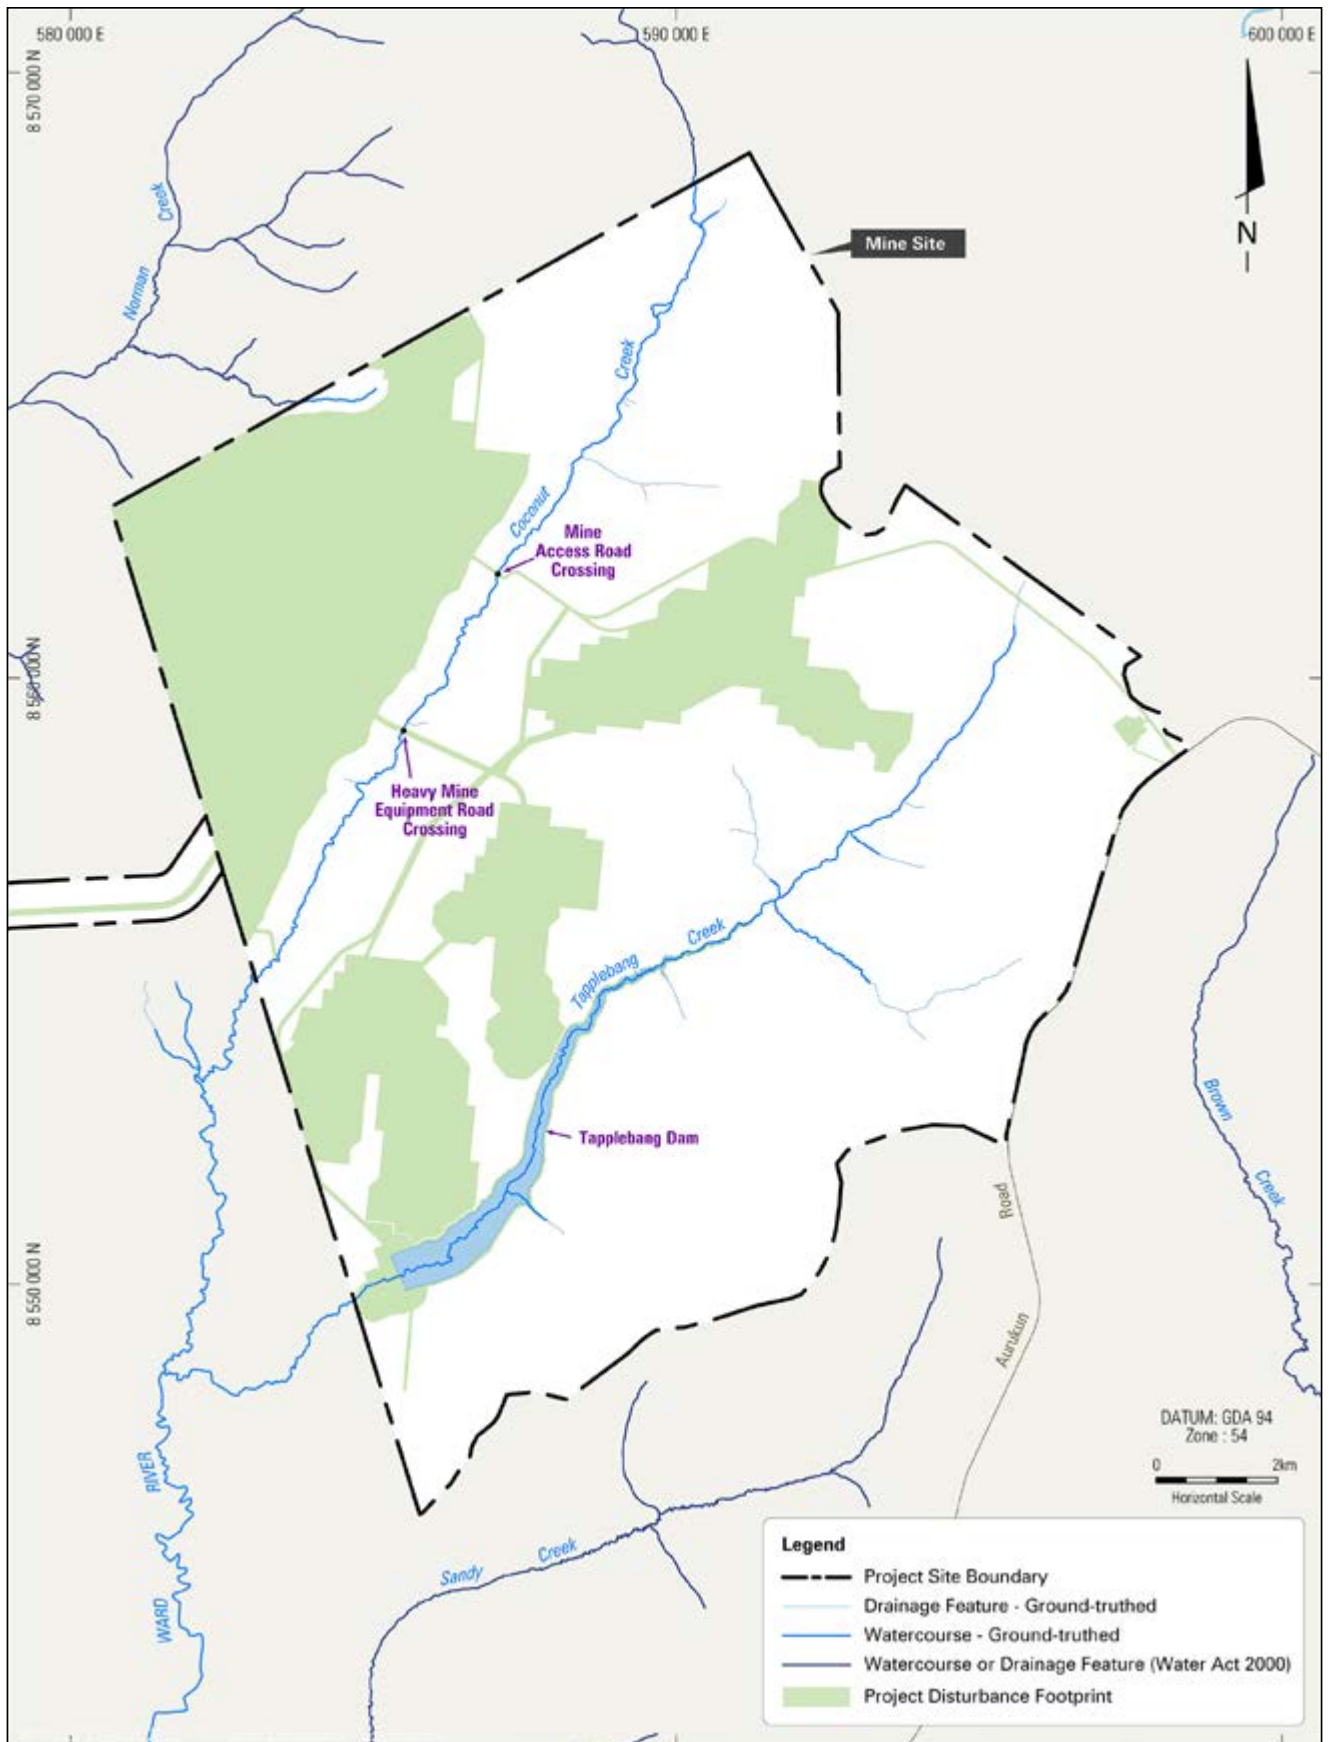 580 000 E
590 000 E
600 000 E
8 570 000 N
N
Mine Site
Norman
Creek
Coconut
Creek
Mine
Access Road
Crossing
8 560 000 N
Heavy Mine
Equipment Road
Crossing
Tapplebang
Creek
Tapplebang Dam
Brown
Creek
Road
Aurukun
8 550 000 N
RIVER
WARD
Sandy
Creek
DATUM: GDA 94
Zone : 54
0 2km
Horizontal Scale
Legend
Project Site Boundary
Drainage Feature - Ground-truthed
Watercourse - Ground-truthed
Watercourse or Drainage Feature (Water Act 2000)
Project Disturbance Footprint